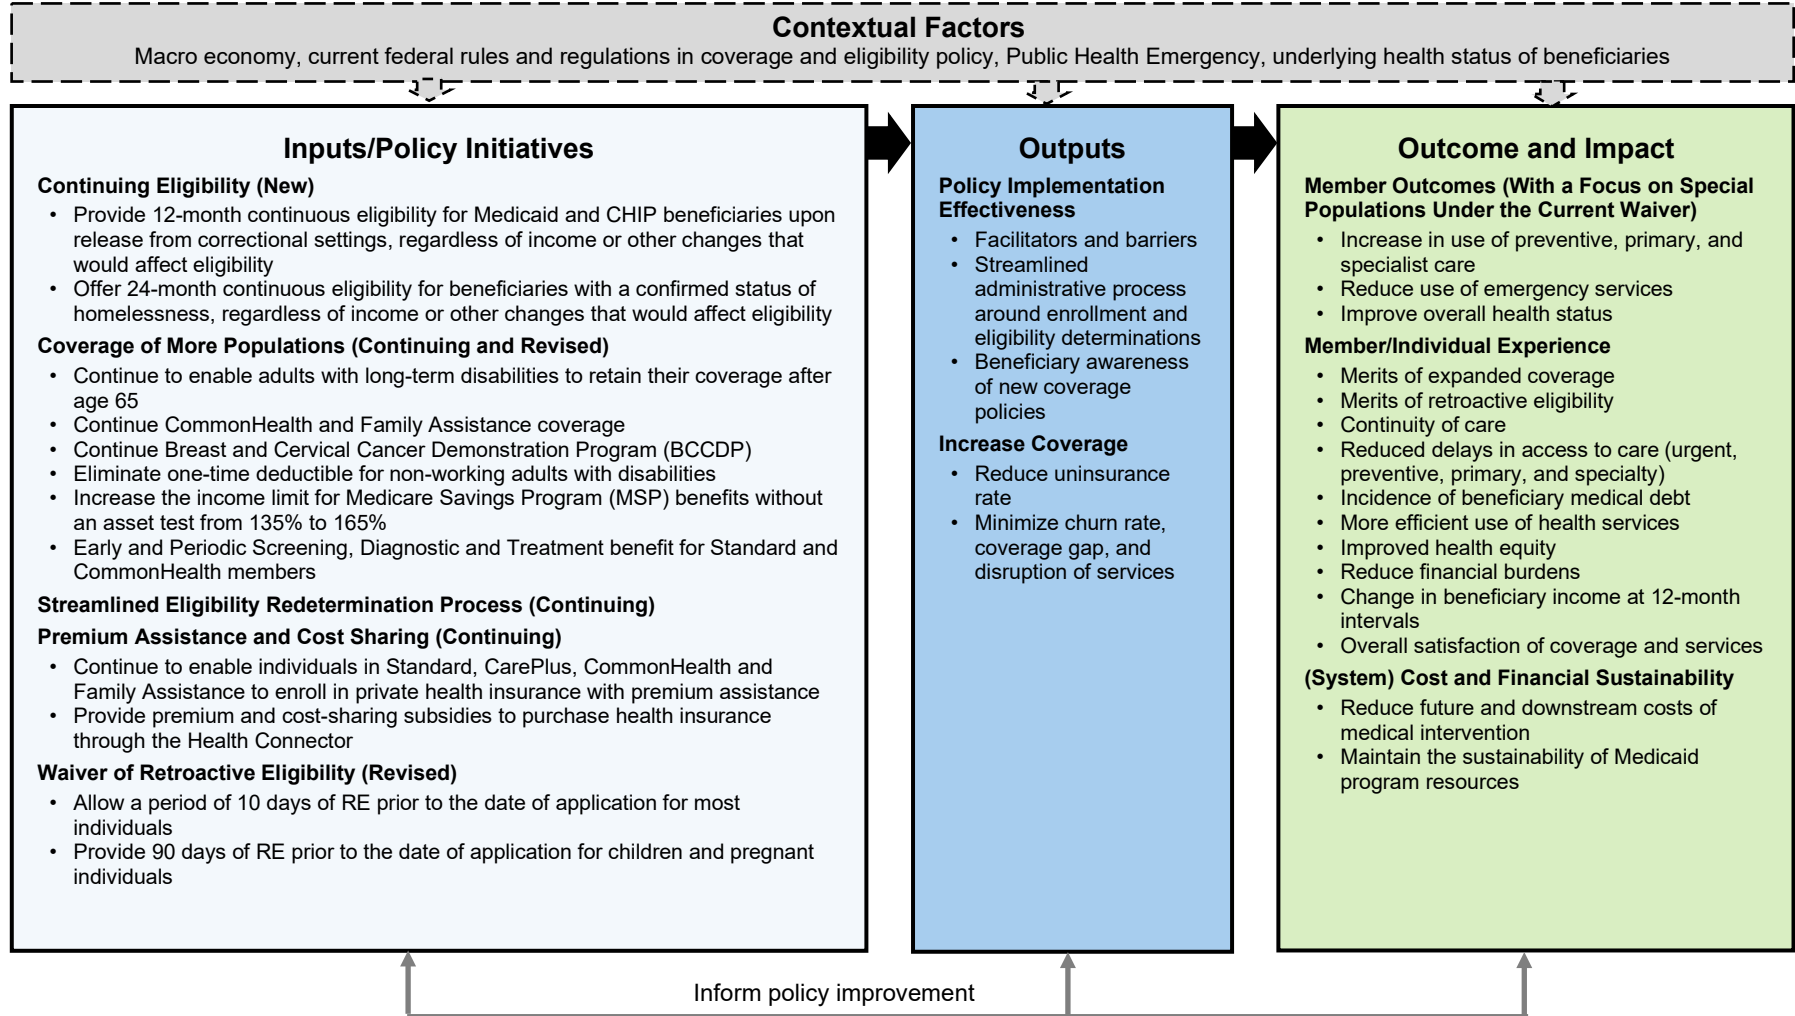 Contextual Factors
Macro economy, current federal rules and regulations in coverage and eligibility policy, Public Health Emergency, underlying health status of beneficiaries
Inputs/Policy Initiatives
Continuing Eligibility (New)
• Provide 12-month continuous eligibility for Medicaid and CHIP beneficiaries upon
release from correctional settings, regardless of income or other changes that
would affect eligibility
• Offer 24-month continuous eligibility for beneficiaries with a confirmed status of
homelessness, regardless of income or other changes that would affect eligibility
Coverage of More Populations (Continuing and Revised)
• Continue to enable adults with long-term disabilities to retain their coverage after
age 65
• Continue CommonHealth and Family Assistance coverage
• Continue Breast and Cervical Cancer Demonstration Program (BCCDP)
• Eliminate one-time deductible for non-working adults with disabilities
• Increase the income limit for Medicare Savings Program (MSP) benefits without
an asset test from 135% to 165%
• Early and Periodic Screening, Diagnostic and Treatment benefit for Standard and
CommonHealth members
Streamlined Eligibility Redetermination Process (Continuing)
Premium Assistance and Cost Sharing (Continuing)
• Continue to enable individuals in Standard, CarePlus, CommonHealth and
Family Assistance to enroll in private health insurance with premium assistance
• Provide premium and cost-sharing subsidies to purchase health insurance
through the Health Connector
Waiver of Retroactive Eligibility (Revised)
• Allow a period of 10 days of RE prior to the date of application for most
individuals
• Provide 90 days of RE prior to the date of application for children and pregnant
individuals
Outputs
Policy Implementation
Effectiveness
• Facilitators and barriers
• Streamlined
administrative process
around enrollment and
eligibility determinations
• Beneficiary awareness
of new coverage
policies
Increase Coverage
• Reduce uninsurance
rate
• Minimize churn rate,
coverage gap, and
disruption of services
Outcome and Impact
Member Outcomes (With a Focus on Special
Populations Under the Current Waiver)
• Increase in use of preventive, primary, and
specialist care
• Reduce use of emergency services
• Improve overall health status
Member/Individual Experience
• Merits of expanded coverage
• Merits of retroactive eligibility
• Continuity of care
• Reduced delays in access to care (urgent,
preventive, primary, and specialty)
• Incidence of beneficiary medical debt
• More efficient use of health services
• Improved health equity
• Reduce financial burdens
• Change in beneficiary income at 12-month
intervals
• Overall satisfaction of coverage and services
(System) Cost and Financial Sustainability
• Reduce future and downstream costs of
medical intervention
• Maintain the sustainability of Medicaid
program resources
Inform policy improvement